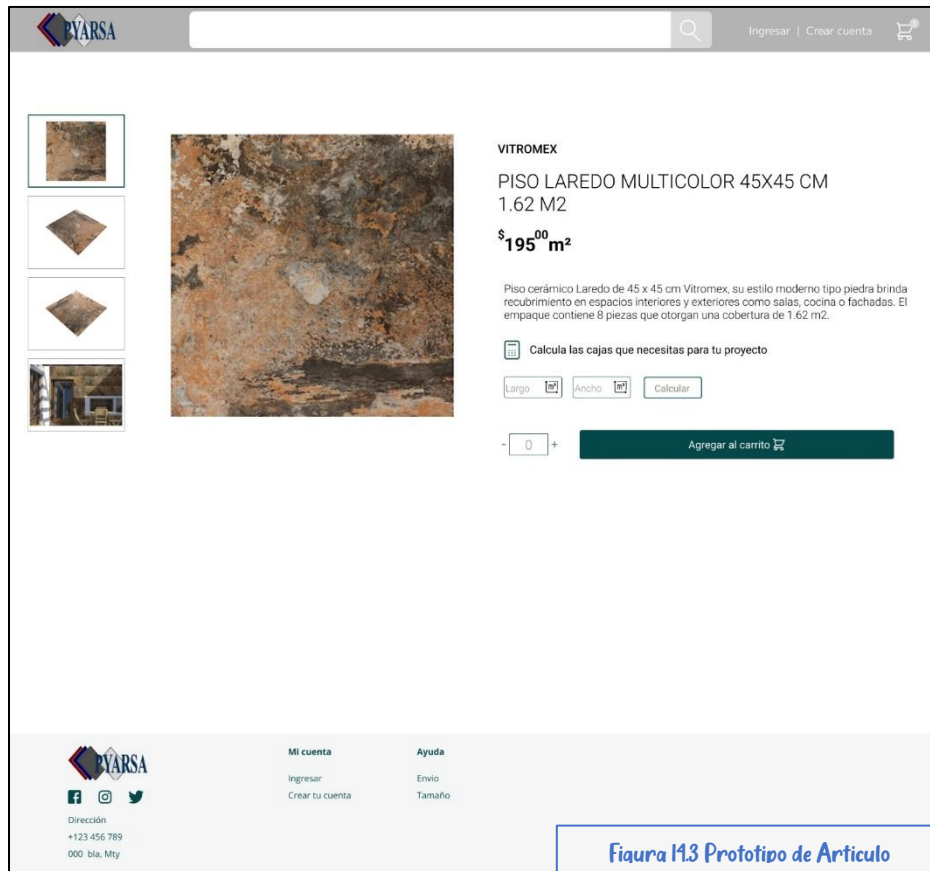 PYARSA
Ingresar | Crear cuenta
VITROMEX
PISO LAREDO MULTICOLOR 45X45 CM
1.62 M2
$195.00 m²
Piso cerámico Laredo de 45 x 45 cm Vitromex, su estilo moderno tipo piedra brinda
recubrimiento en espacios interiores y exteriores como salas, cocina o fachadas. El
empaque contiene 8 piezas que otorgan una cobertura de 1.62 m2.
Calcula las cajas que necesitas para tu proyecto
Largo m² Ancho m² Calcular
- 0 + Agregar al carrito
PYARSA
Mi cuenta
Ingresar
Crear tu cuenta
Ayuda
Envio
Tamaño
Dirección
+123 456 789
000 bla, Mty
Figura 14.3 Prototipo de Articulo